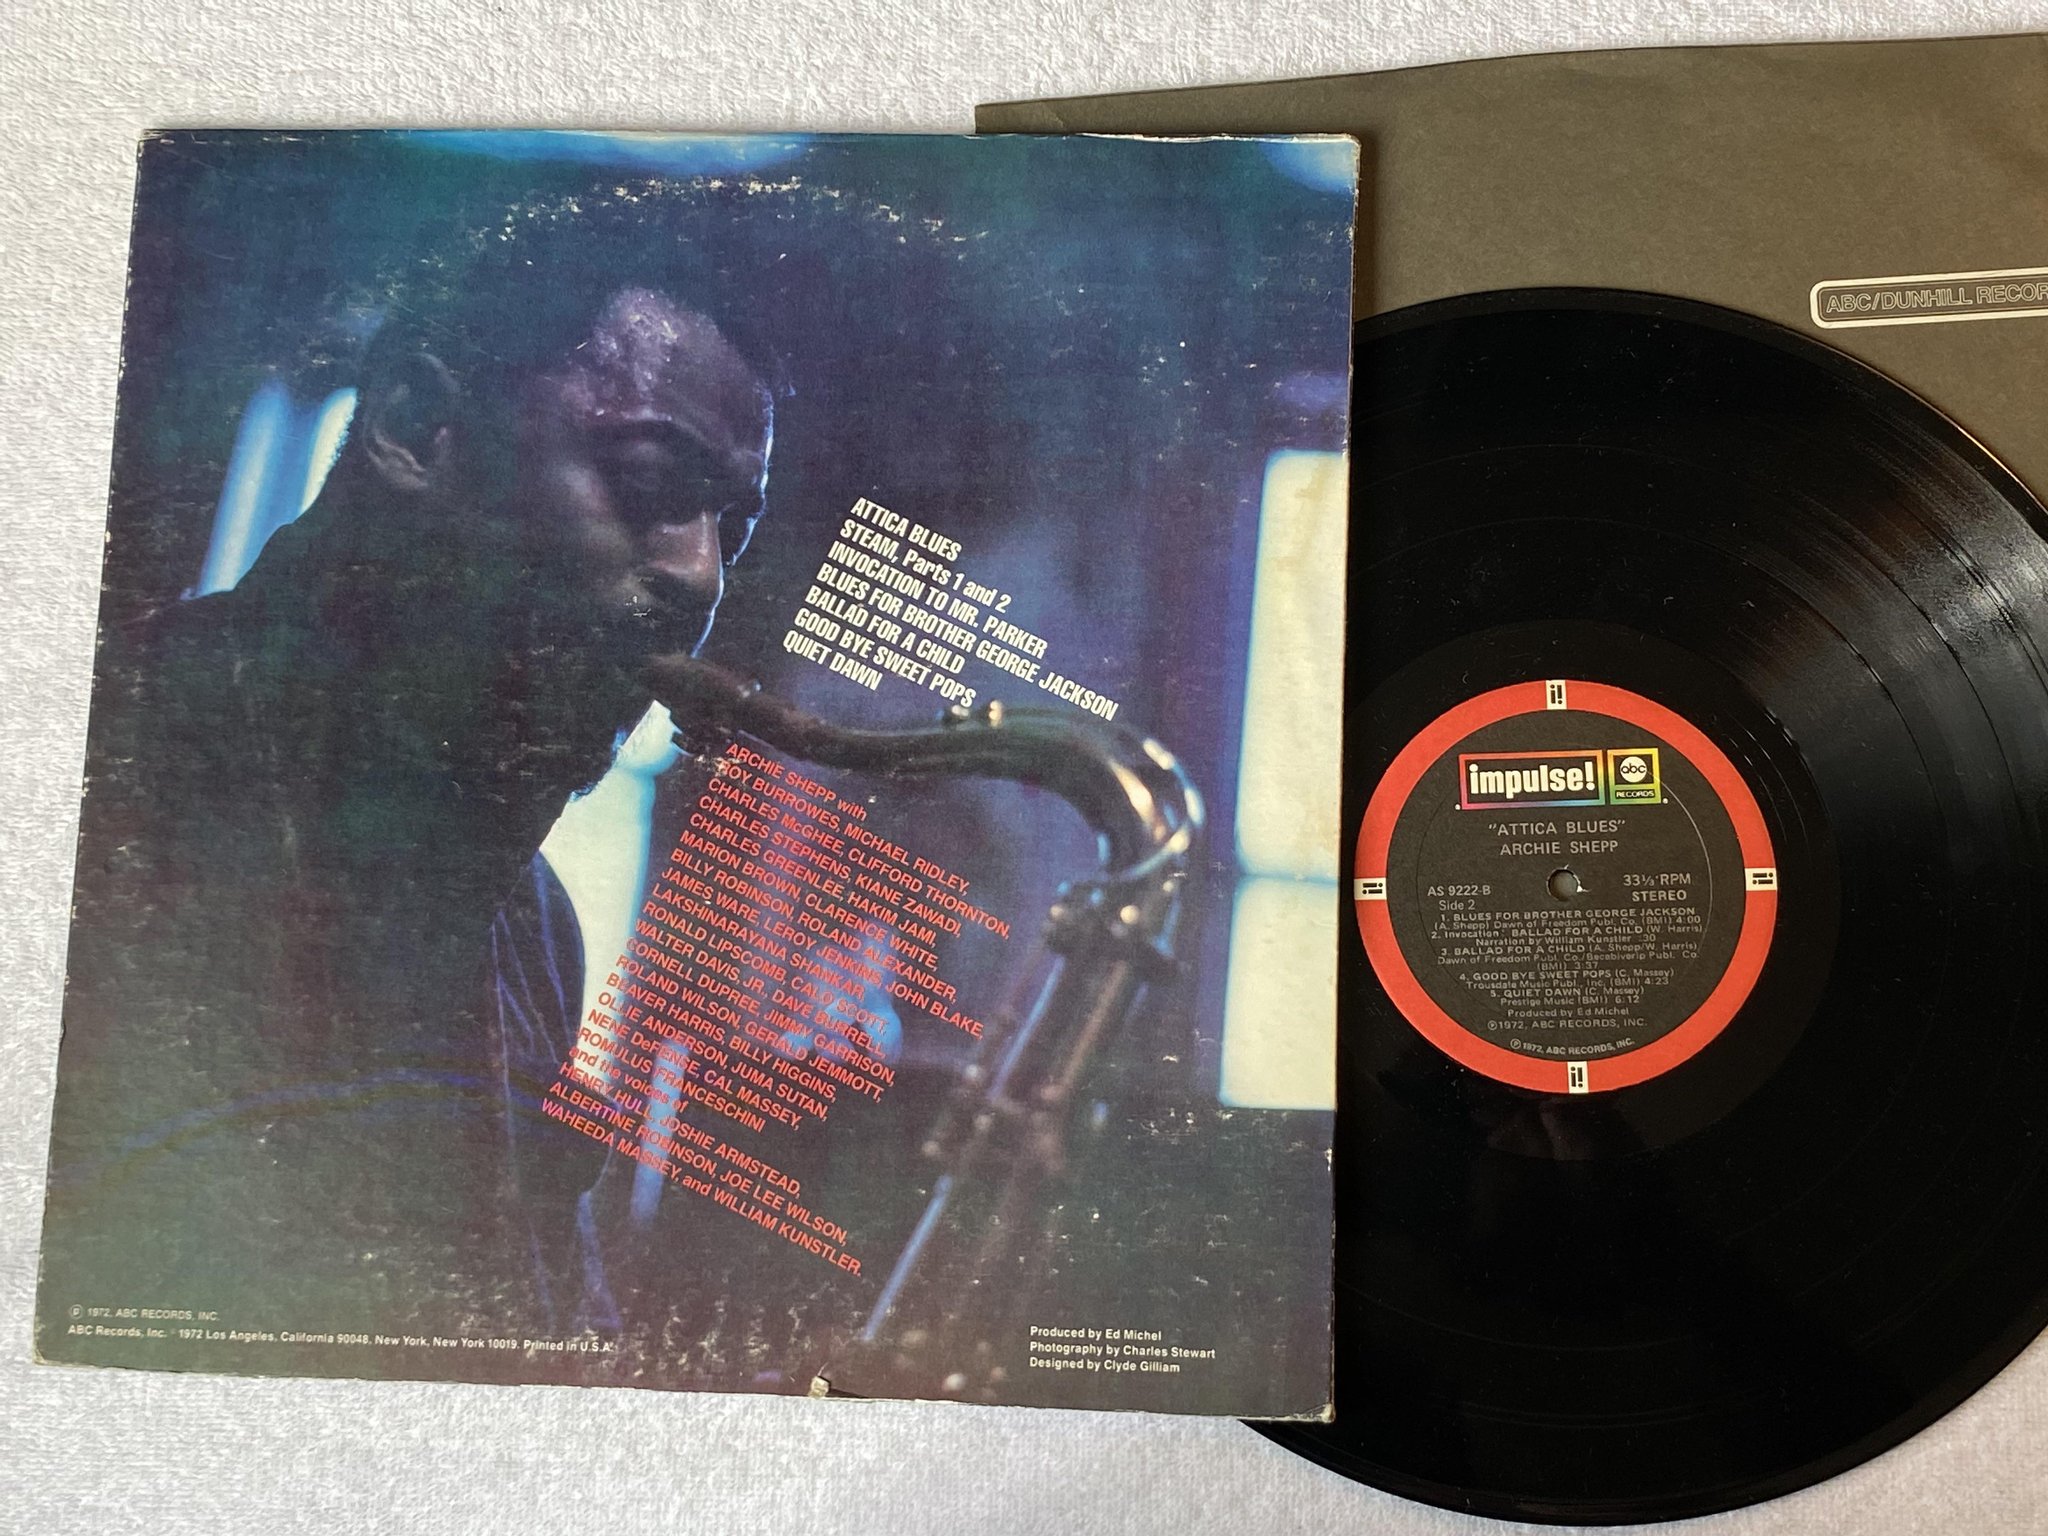 ATTICA BLUES
STEAM, Parts 1 and 2
INVOCATION TO MR. PARKER
BLUES FOR BROTHER GEORGE JACKSON
BALLAD FOR A CHILD
GOOD BYE SWEET POPS
QUIET DAWN
ARCHIE SHEPP with
ROY BURROWES, MICHAEL RIDLEY,
CHARLES McGHEE, CLIFFORD THORNTON,
CHARLES STEPHENS, KIANE ZAWADI,
CHARLES GREENLEE, HAKIM JAMI,
MARION BROWN, CLARENCE WHITE,
BILLY ROBINSON, ROLAND ALEXANDER,
JAMES WARE, LEROY JENKINS, JOHN BLAKE,
LAKSHINARAYANA SHANKAR,
RONALD LIPSCOMB, CALO SCOTT,
WALTER DAVIS, JR., DAVE BURRELL,
CORNELL DUPREE, JIMMY GARRISON,
ROLAND WILSON, GERALD JEMMOTT,
BEAVER HARRIS, BILLY HIGGINS,
OLLIE ANDERSON, JUMA SUTAN,
NENE DeFENSE, CAL MASSEY,
ROMULUS FRANCESCHINI
and the voices of
HENRY HULL, JOSHIE ARMSTEAD,
ALBERTINE ROBINSON, JOE LEE WILSON,
WAHEEDA MASSEY, and WILLIAM KUNSTLER.
℗ 1972, ABC RECORDS, INC.
ABC Records, Inc. 1972 Los Angeles, California 90048, New York, New York 10019. Printed in U.S.A.
Produced by Ed Michel
Photography by Charles Stewart
Designed by Clyde Gilliam
ABC/DUNHILL RECOR
i!
impulse!
abc
RECORDS
"ATTICA BLUES"
ARCHIE SHEPP
AS 9222-B
Side 2
33⅓ RPM
STEREO
1. BLUES FOR BROTHER GEORGE JACKSON
(A. Shepp) Dawn of Freedom Publ. Co. (BMI) 4:00
2. Invocation: BALLAD FOR A CHILD (W. Harris)
Narration by William Kunstler :30
3. BALLAD FOR A CHILD (A. Shepp/W. Harris)
Dawn of Freedom Publ. Co./ Publ. Co.
(BMI) 3:37
4. GOOD BYE SWEET POPS (C. Massey)
Trousdale Music Publ., Inc. (BMI) 4:23
5. QUIET DAWN (C. Massey)
Prestige Music (BMI) 6:12
Produced by Ed Michel
℗1972, ABC RECORDS, INC.
i!
i!
i!